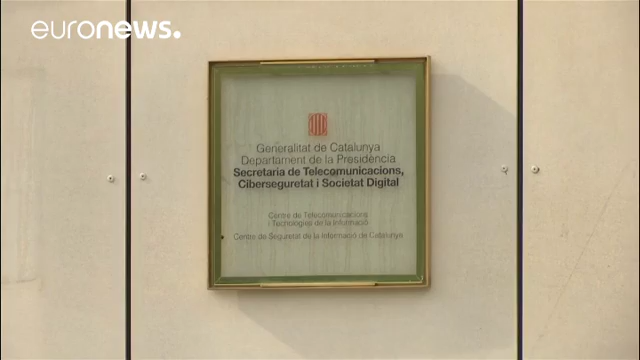 euronews.
Generalitat de Catalunya
Departament de la Presidència
Secretaria de Telecomunicacions,
Ciberseguretat i Societat Digital
Centre de Telecomunicacions
i Tecnologies de la Informació
Centre de Seguretat de la Informació de Catalunya